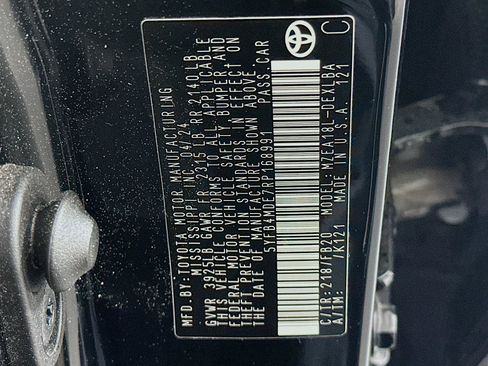 MFD.BY: TOYOTA MOTOR MANUFACTURING
MISSISSIPPI, INC. 04/24
GVWR 3925LB GAWR FR 2315 LB RR 2140 LB
THIS VEHICLE CONFORMS TO ALL APPLICABLE
FEDERAL MOTOR VEHICLE SAFETY, BUMPER AND
THEFT PREVENTION STANDARDS IN EFFECT ON
THE DATE OF MANUFACTURE SHOWN ABOVE.
5YFB4MDE7RP168991 PASS.CAR
C/TR:218/FB20 MODEL:MZEA18L-DEXLBA
A/TM: /K121 MADE IN U.S.A. 121
C